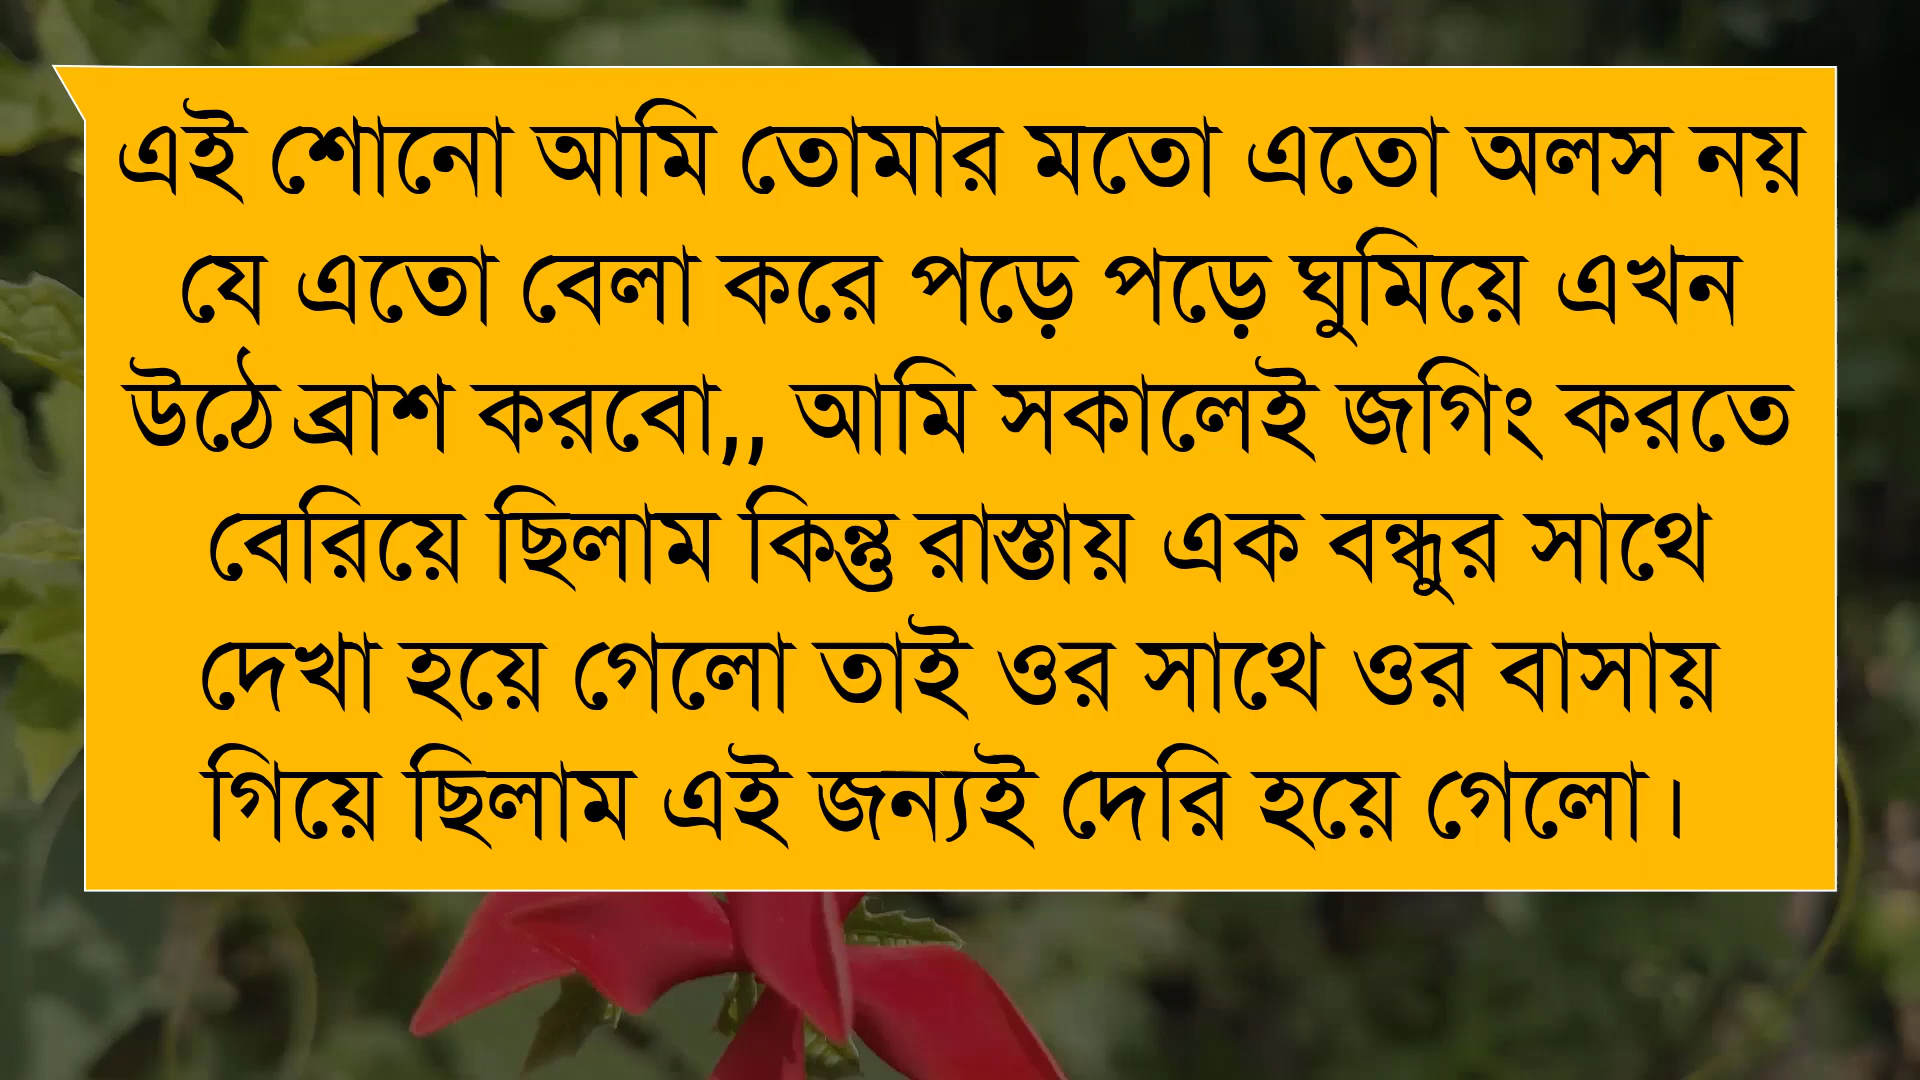 এই শোনো আমি তোমার মতো এতো অলস নয়
যে এতো বেলা করে পড়ে পড়ে ঘুমিয়ে এখন
উঠে ব্রাশ করবো,, আমি সকালেই জগিং করতে
বেরিয়ে ছিলাম কিন্তু রাস্তায় এক বন্ধুর সাথে
দেখা হয়ে গেলো তাই ওর সাথে ওর বাসায়
গিয়ে ছিলাম এই জন্যই দেরি হয়ে গেলো।